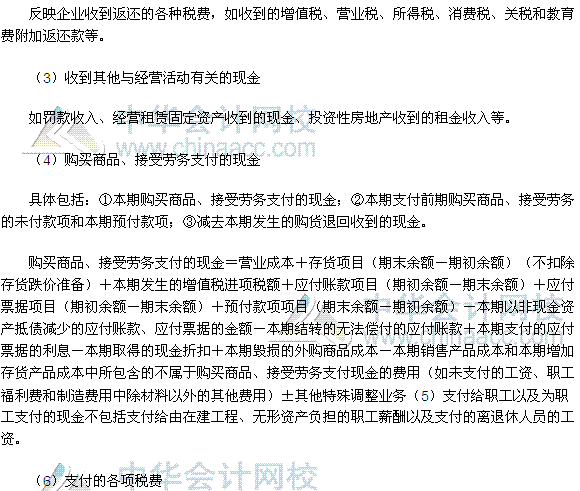 反映企业收到返还的各种税费，如收到的增值税、营业税、所得税、消费税、关税和教育
费附加返还款等。
（3）收到其他与经营活动有关的现金
如罚款收入、经营租赁固定资产收到的现金、投资性房地产收到的租金收入等。
中华会计网校
www.chinaacc.com
（4）购买商品、接受劳务支付的现金
具体包括：①本期购买商品、接受劳务支付的现金；②本期支付前期购买商品、接受劳务
的未付款项和本期预付款项；③减去本期发生的购货退回收到的现金。
购买商品、接受劳务支付的现金＝营业成本＋存货项目（期末余额－期初余额）（不扣除
存货跌价准备）＋本期发生的增值税进项税额＋应付账款项目（期初余额－期末余额）＋应付
票据项目（期初余额－期末余额）＋预付款项项目（期末余额－期初余额）－本期以非现金资
产抵债减少的应付账款、应付票据的金额－本期结转的无法偿付的应付账款＋本期支付的应付
票据的利息－本期取得的现金折扣＋本期毁损的外购商品成本－本期销售产品成本和本期增加
存货产品成本中所包含的不属于购买商品、接受劳务支付现金的费用（如未支付的工资、职工
福利费和制造费用中除材料以外的其他费用）±其他特殊调整业务（5）支付给职工以及为职
工支付的现金不包括支付给由在建工程、无形资产负担的职工薪酬以及支付的离退休人员的工
资。
中华会计网校
www.chinaacc.com
（6）支付的各项税费
中华会计网校